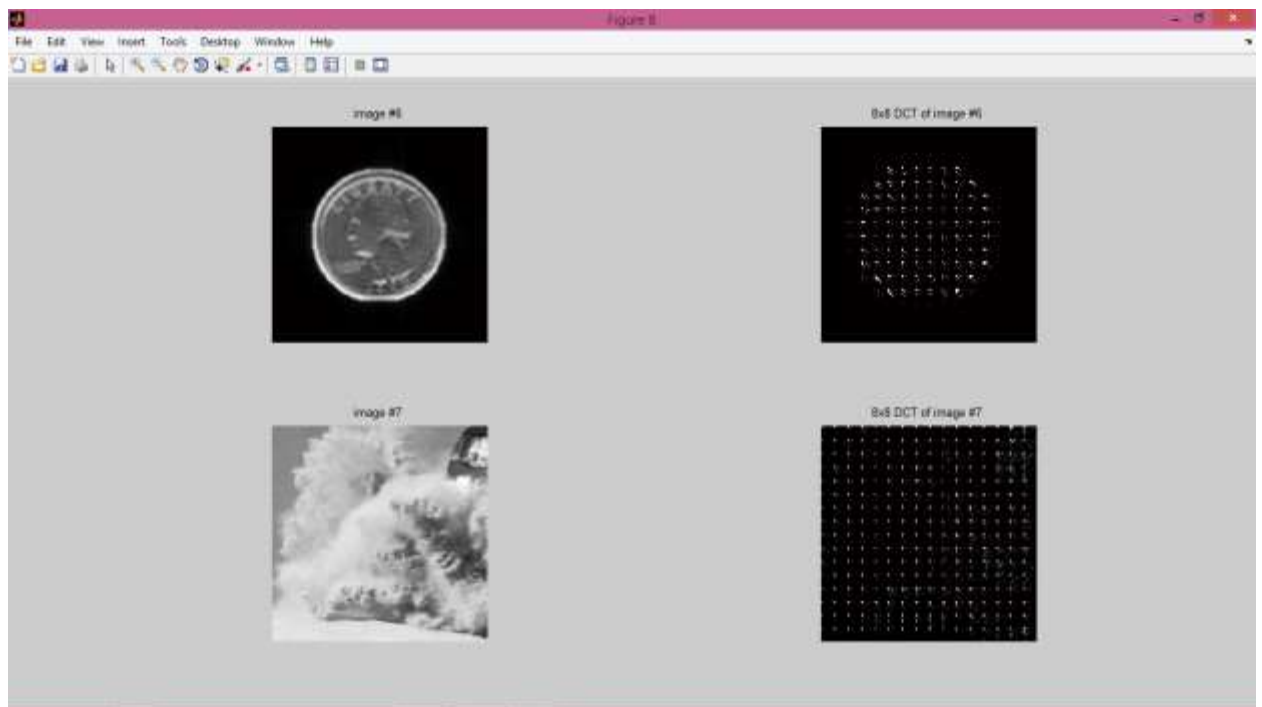 Figure 8
File Edit View Insert Tools Desktop Window Help
image #6
8x8 DCT of image #6
image #7
8x8 DCT of image #7